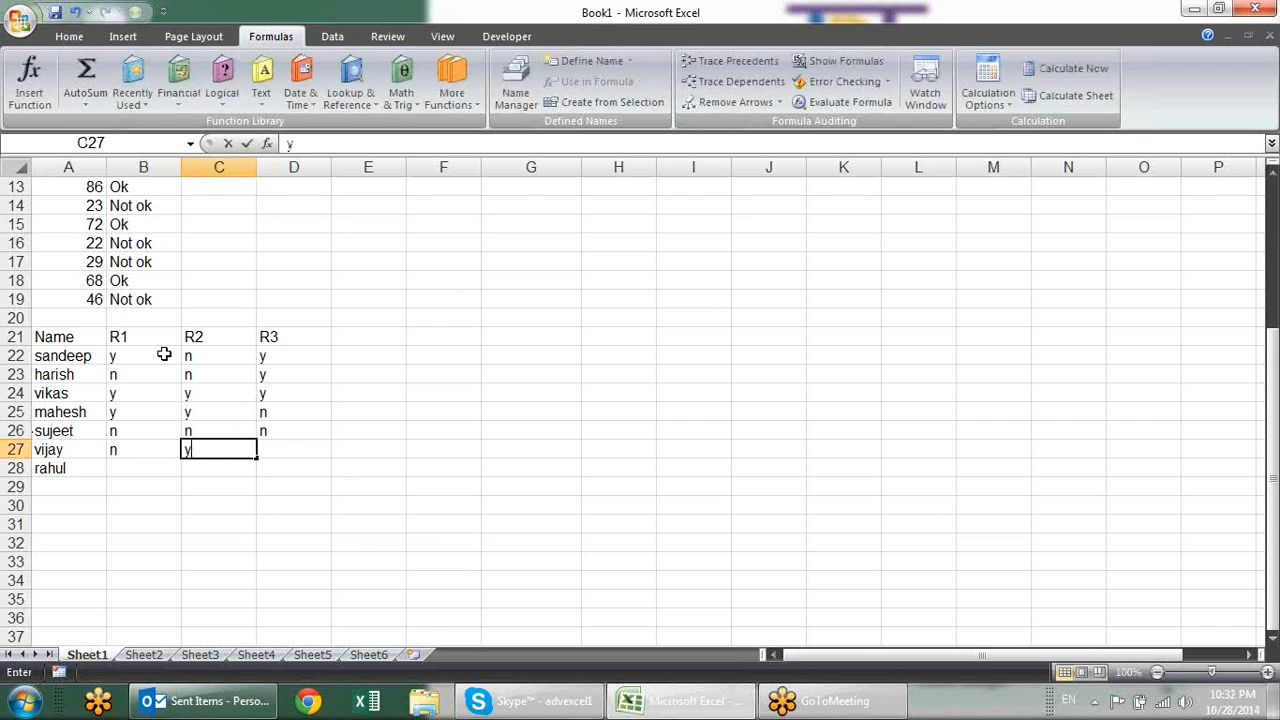 Book1 - Microsoft Excel
Home Insert Page Layout Formulas Data Review View Developer
Insert Function
AutoSum
Recently Used
Financial
Logical
Text
Date & Time
Lookup & Reference
Math & Trig
More Functions
Function Library
Name Manager
Define Name
Use in Formula
Create from Selection
Defined Names
Trace Precedents
Trace Dependents
Remove Arrows
Show Formulas
Error Checking
Evaluate Formula
Formula Auditing
Watch Window
Calculation Options
Calculate Now
Calculate Sheet
Calculation
C27 fx y
A B C D E F G H I J K L M N O P
13 86 Ok
14 23 Not ok
15 72 Ok
16 22 Not ok
17 29 Not ok
18 68 Ok
19 46 Not ok
20
21 Name R1 R2 R3
22 sandeep y n y
23 harish n n y
24 vikas y y y
25 mahesh y y n
26 sujeet n n n
27 vijay n y
28 rahul
29
30
31
32
33
34
35
36
37
Sheet1 Sheet2 Sheet3 Sheet4 Sheet5 Sheet6
Enter 100%
Sent Items - Perso... Skype™ - advexcel1 Microsoft Excel - ... GoToMeeting EN 10:32 PM
10/28/2014